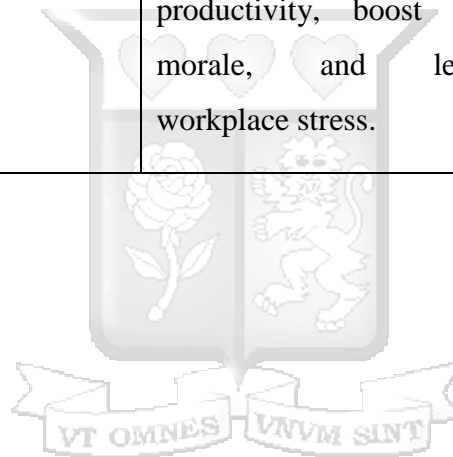 productivity, boost
morale, and le
workplace stress.
VT OMNES VNVM SINT